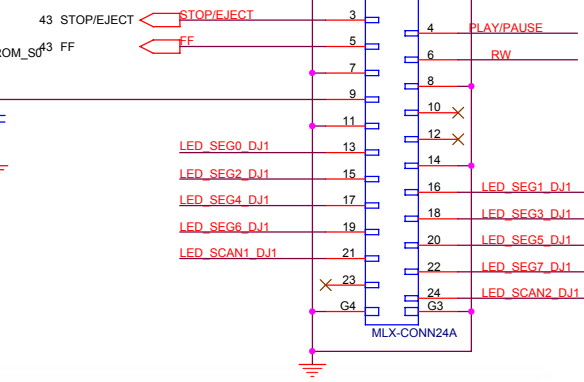 43 STOP/EJECT STOP/EJECT 3
4 PLAY/PAUSE
43 FF FF 5
ROM_S0
6 RW
7
8
9
10
11
12
LED_SEG0_DJ1 13
14
LED_SEG2_DJ1 15
16 LED_SEG1_DJ1
LED_SEG4_DJ1 17
18 LED_SEG3_DJ1
LED_SEG6_DJ1 19
20 LED_SEG5_DJ1
LED_SCAN1_DJ1 21
22 LED_SEG7_DJ1
23
24 LED_SCAN2_DJ1
G4 G3
MLX-CONN24A